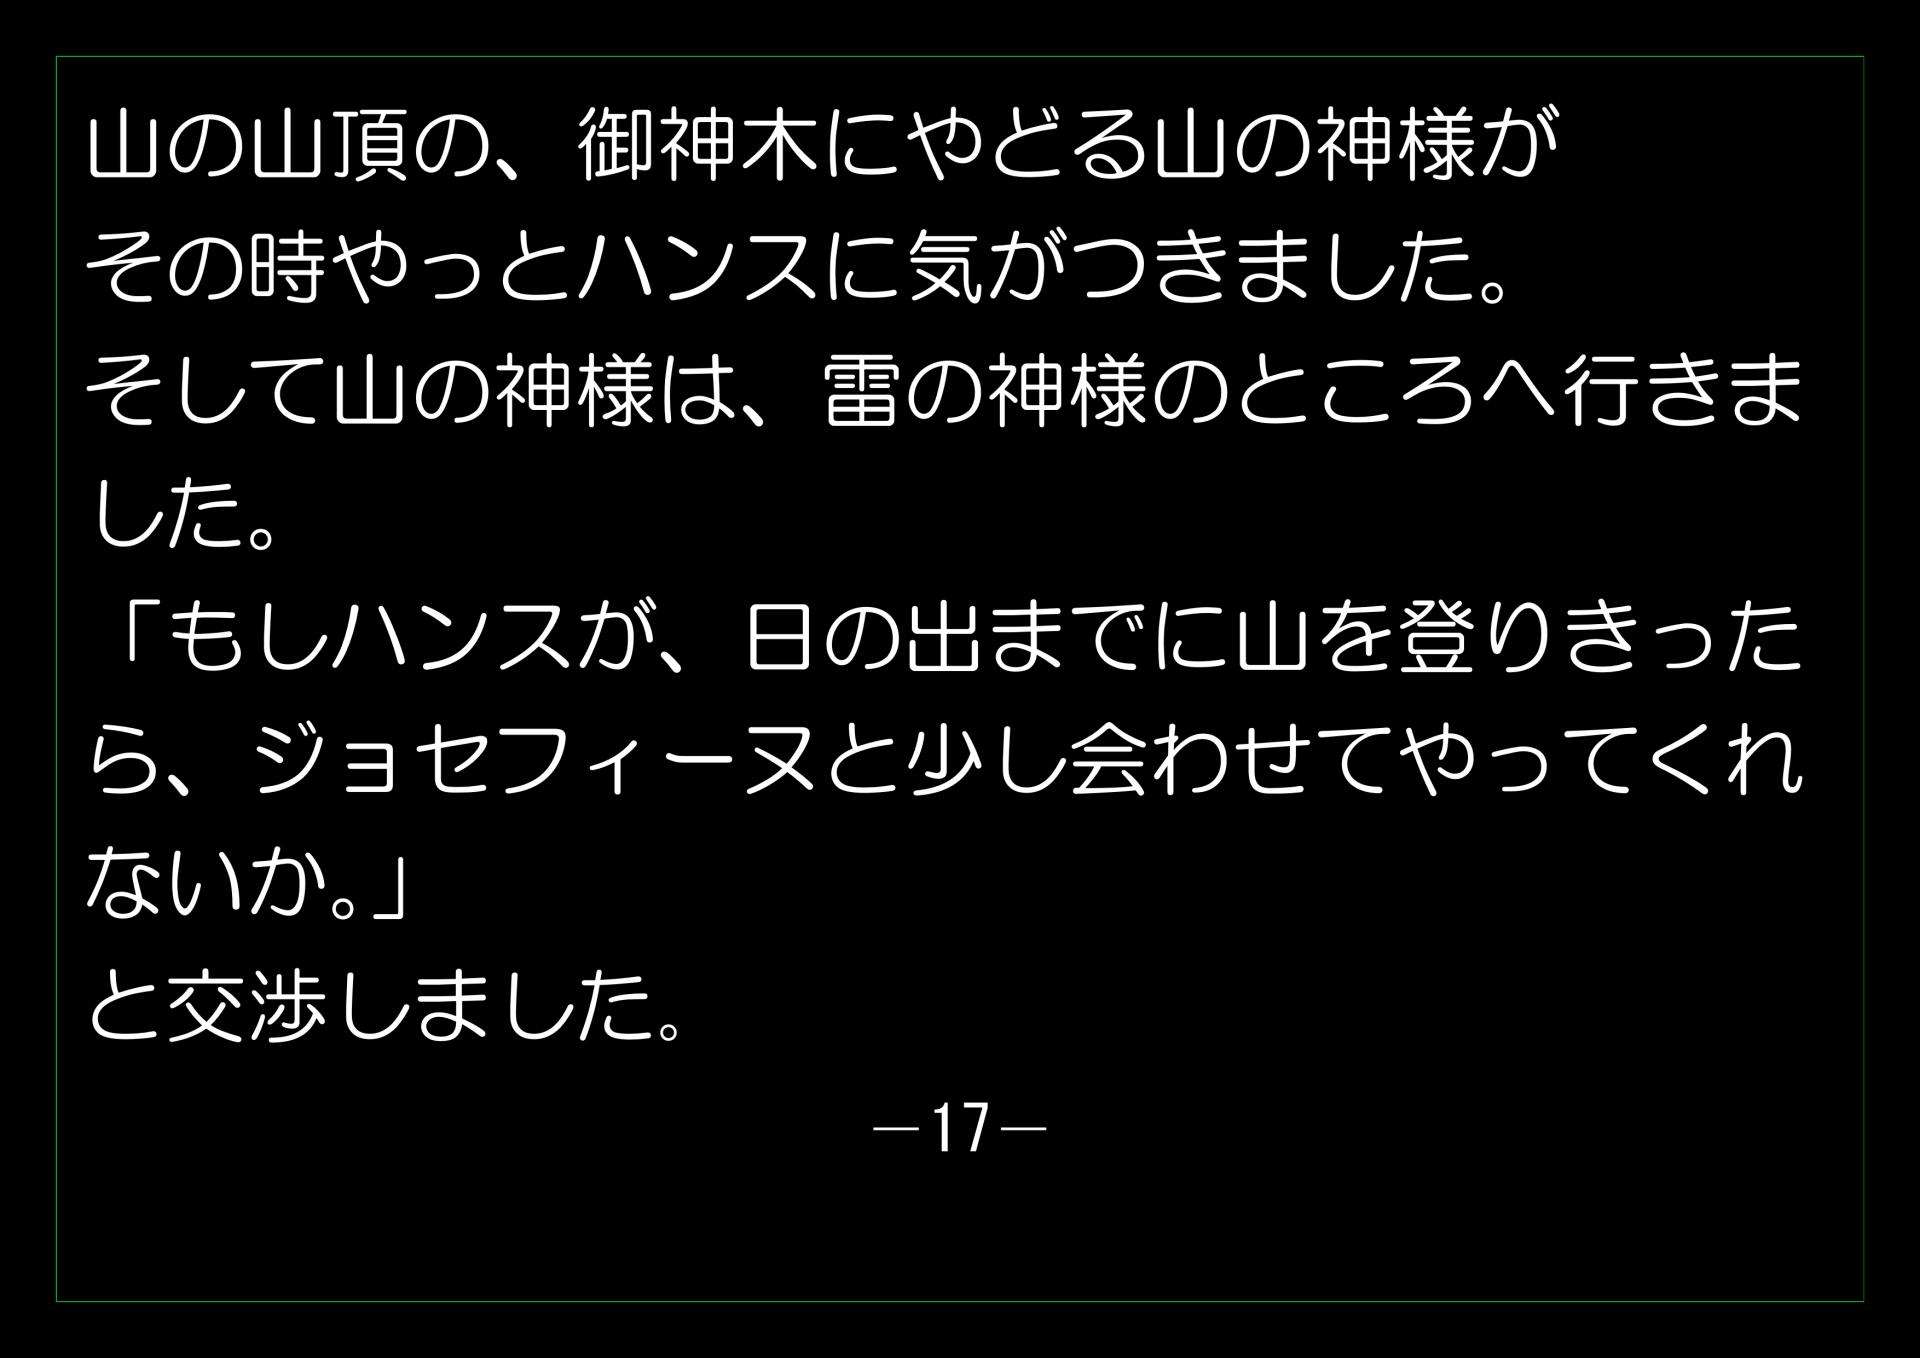 山の山頂の、御神木にやどる山の神様が
その時やっとハンスに気がつきました。
そして山の神様は、雷の神様のところへ行きま
した。
「もしハンスが、日の出までに山を登りきった
ら、ジョセフィーヌと少し会わせてやってくれ
ないか。」
と交渉しました。
―17―